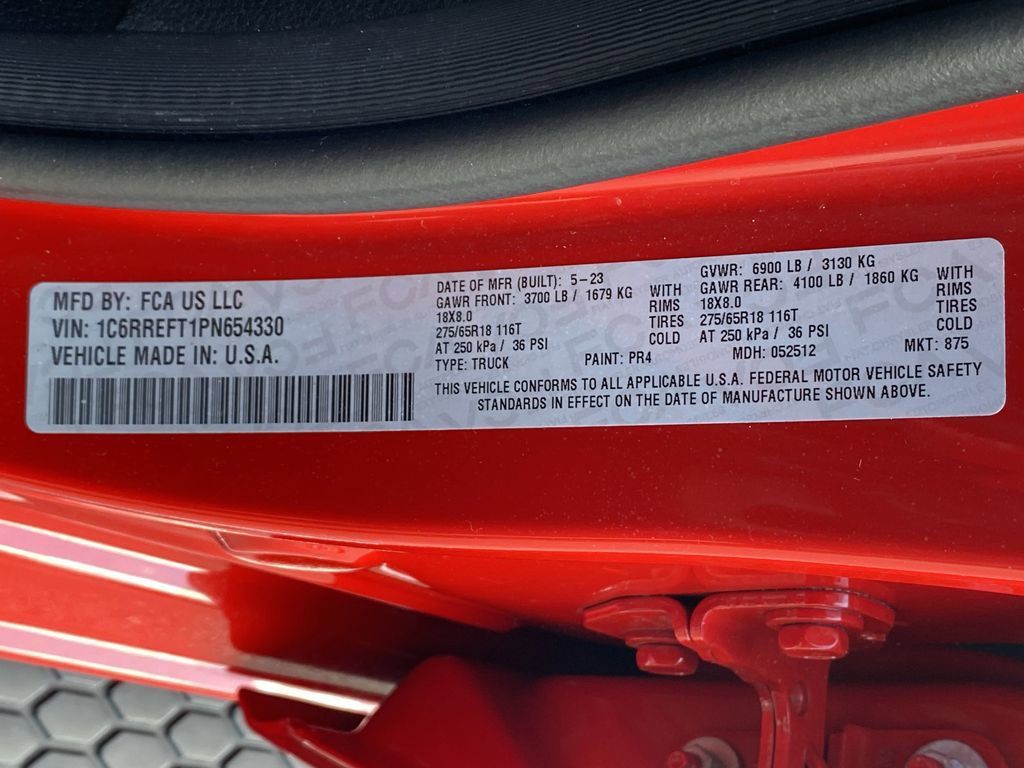 MFD BY: FCA US LLC
VIN: 1C6RREFT1PN654330
VEHICLE MADE IN: U.S.A.
DATE OF MFR (BUILT): 5-23
GAWR FRONT: 3700 LB / 1679 KG WITH
18X8.0 RIMS
275/65R18 116T TIRES
AT 250 kPa / 36 PSI COLD
TYPE: TRUCK PAINT: PR4
GVWR: 6900 LB / 3130 KG
GAWR REAR: 4100 LB / 1860 KG WITH
18X8.0 RIMS
275/65R18 116T TIRES
AT 250 kPa / 36 PSI COLD
MDH: 052512 MKT: 875
THIS VEHICLE CONFORMS TO ALL APPLICABLE U.S.A. FEDERAL MOTOR VEHICLE SAFETY
STANDARDS IN EFFECT ON THE DATE OF MANUFACTURE SHOWN ABOVE.